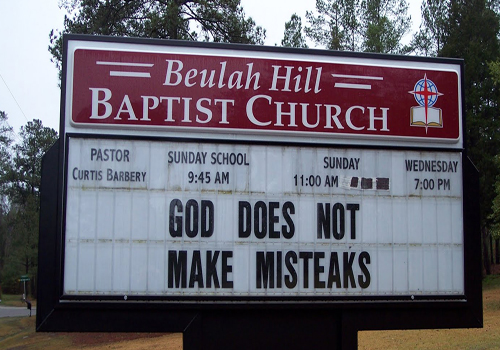 Beulah Hill
BAPTIST CHURCH
PASTOR SUNDAY SCHOOL SUNDAY WEDNESDAY
CURTIS BARBERY 9:45 AM 11:00 AM 7:00 PM
GOD DOES NOT
MAKE MISTEAKS